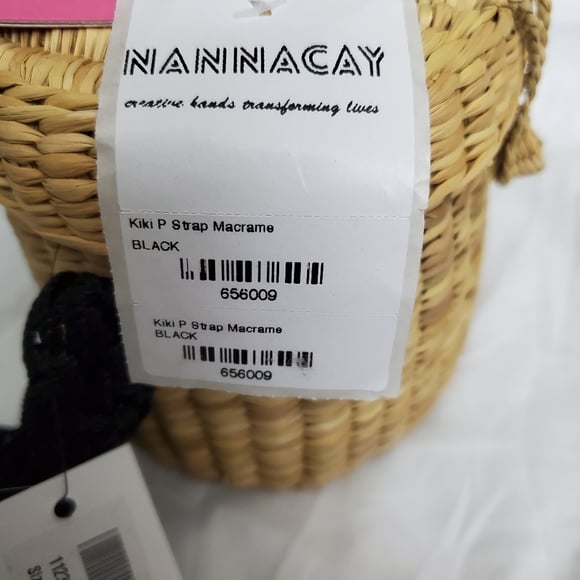 NANNACAY
creative hands transforming lives
Kiki P Strap Macrame
BLACK
656009
Kiki P Strap Macrame
BLACK
656009